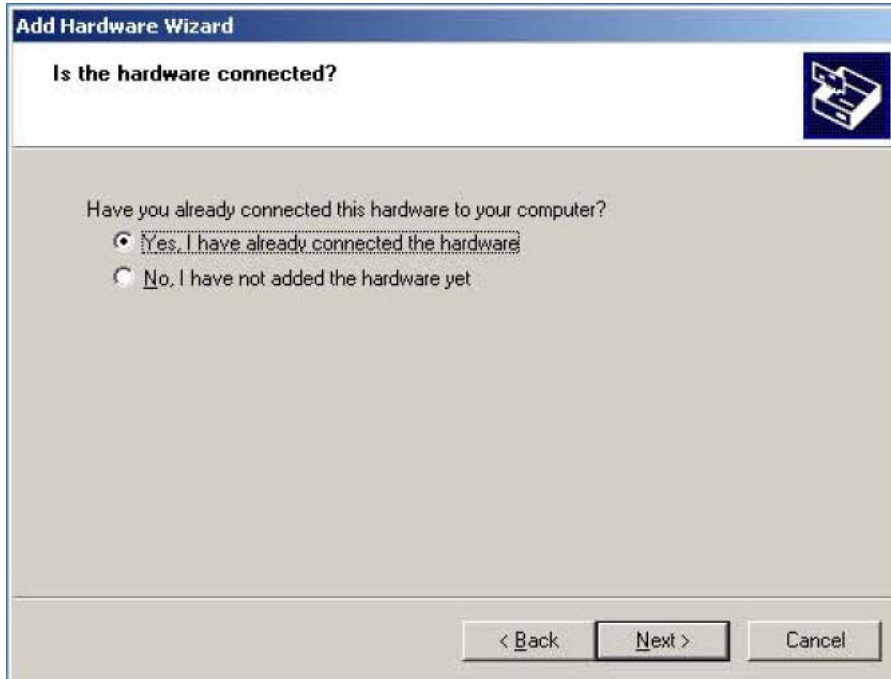 Add Hardware Wizard
Is the hardware connected?
Have you already connected this hardware to your computer?
Yes, I have already connected the hardware
No, I have not added the hardware yet
< Back Next > Cancel